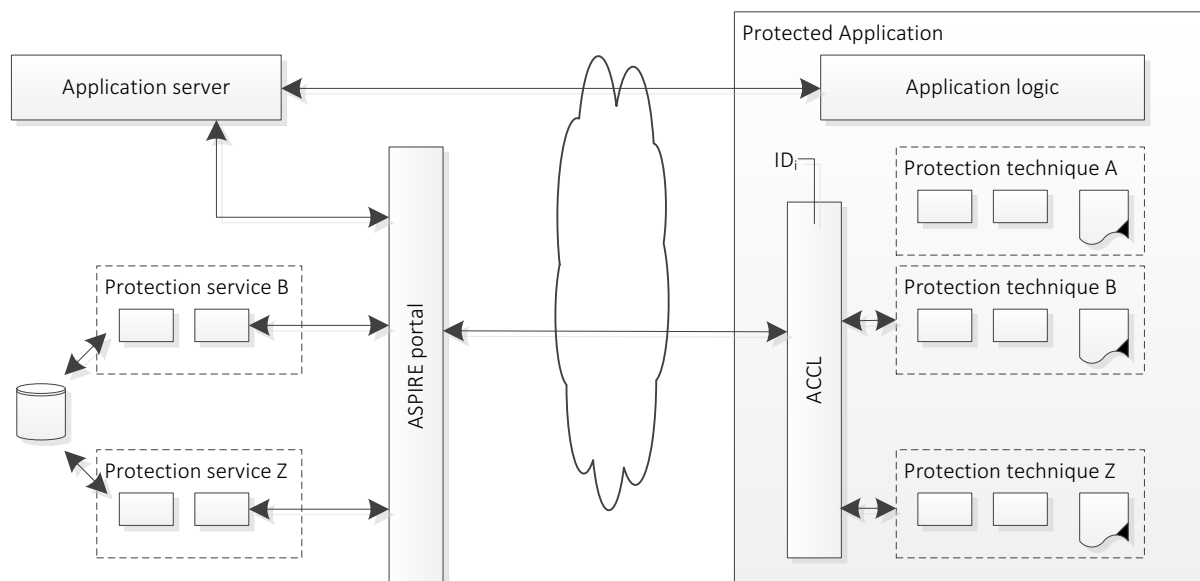 Protected Application
Application server
Application logic
ID_i
Protection technique A
Protection service B
Protection technique B
ASPIRE portal
ACCL
Protection service Z
Protection technique Z